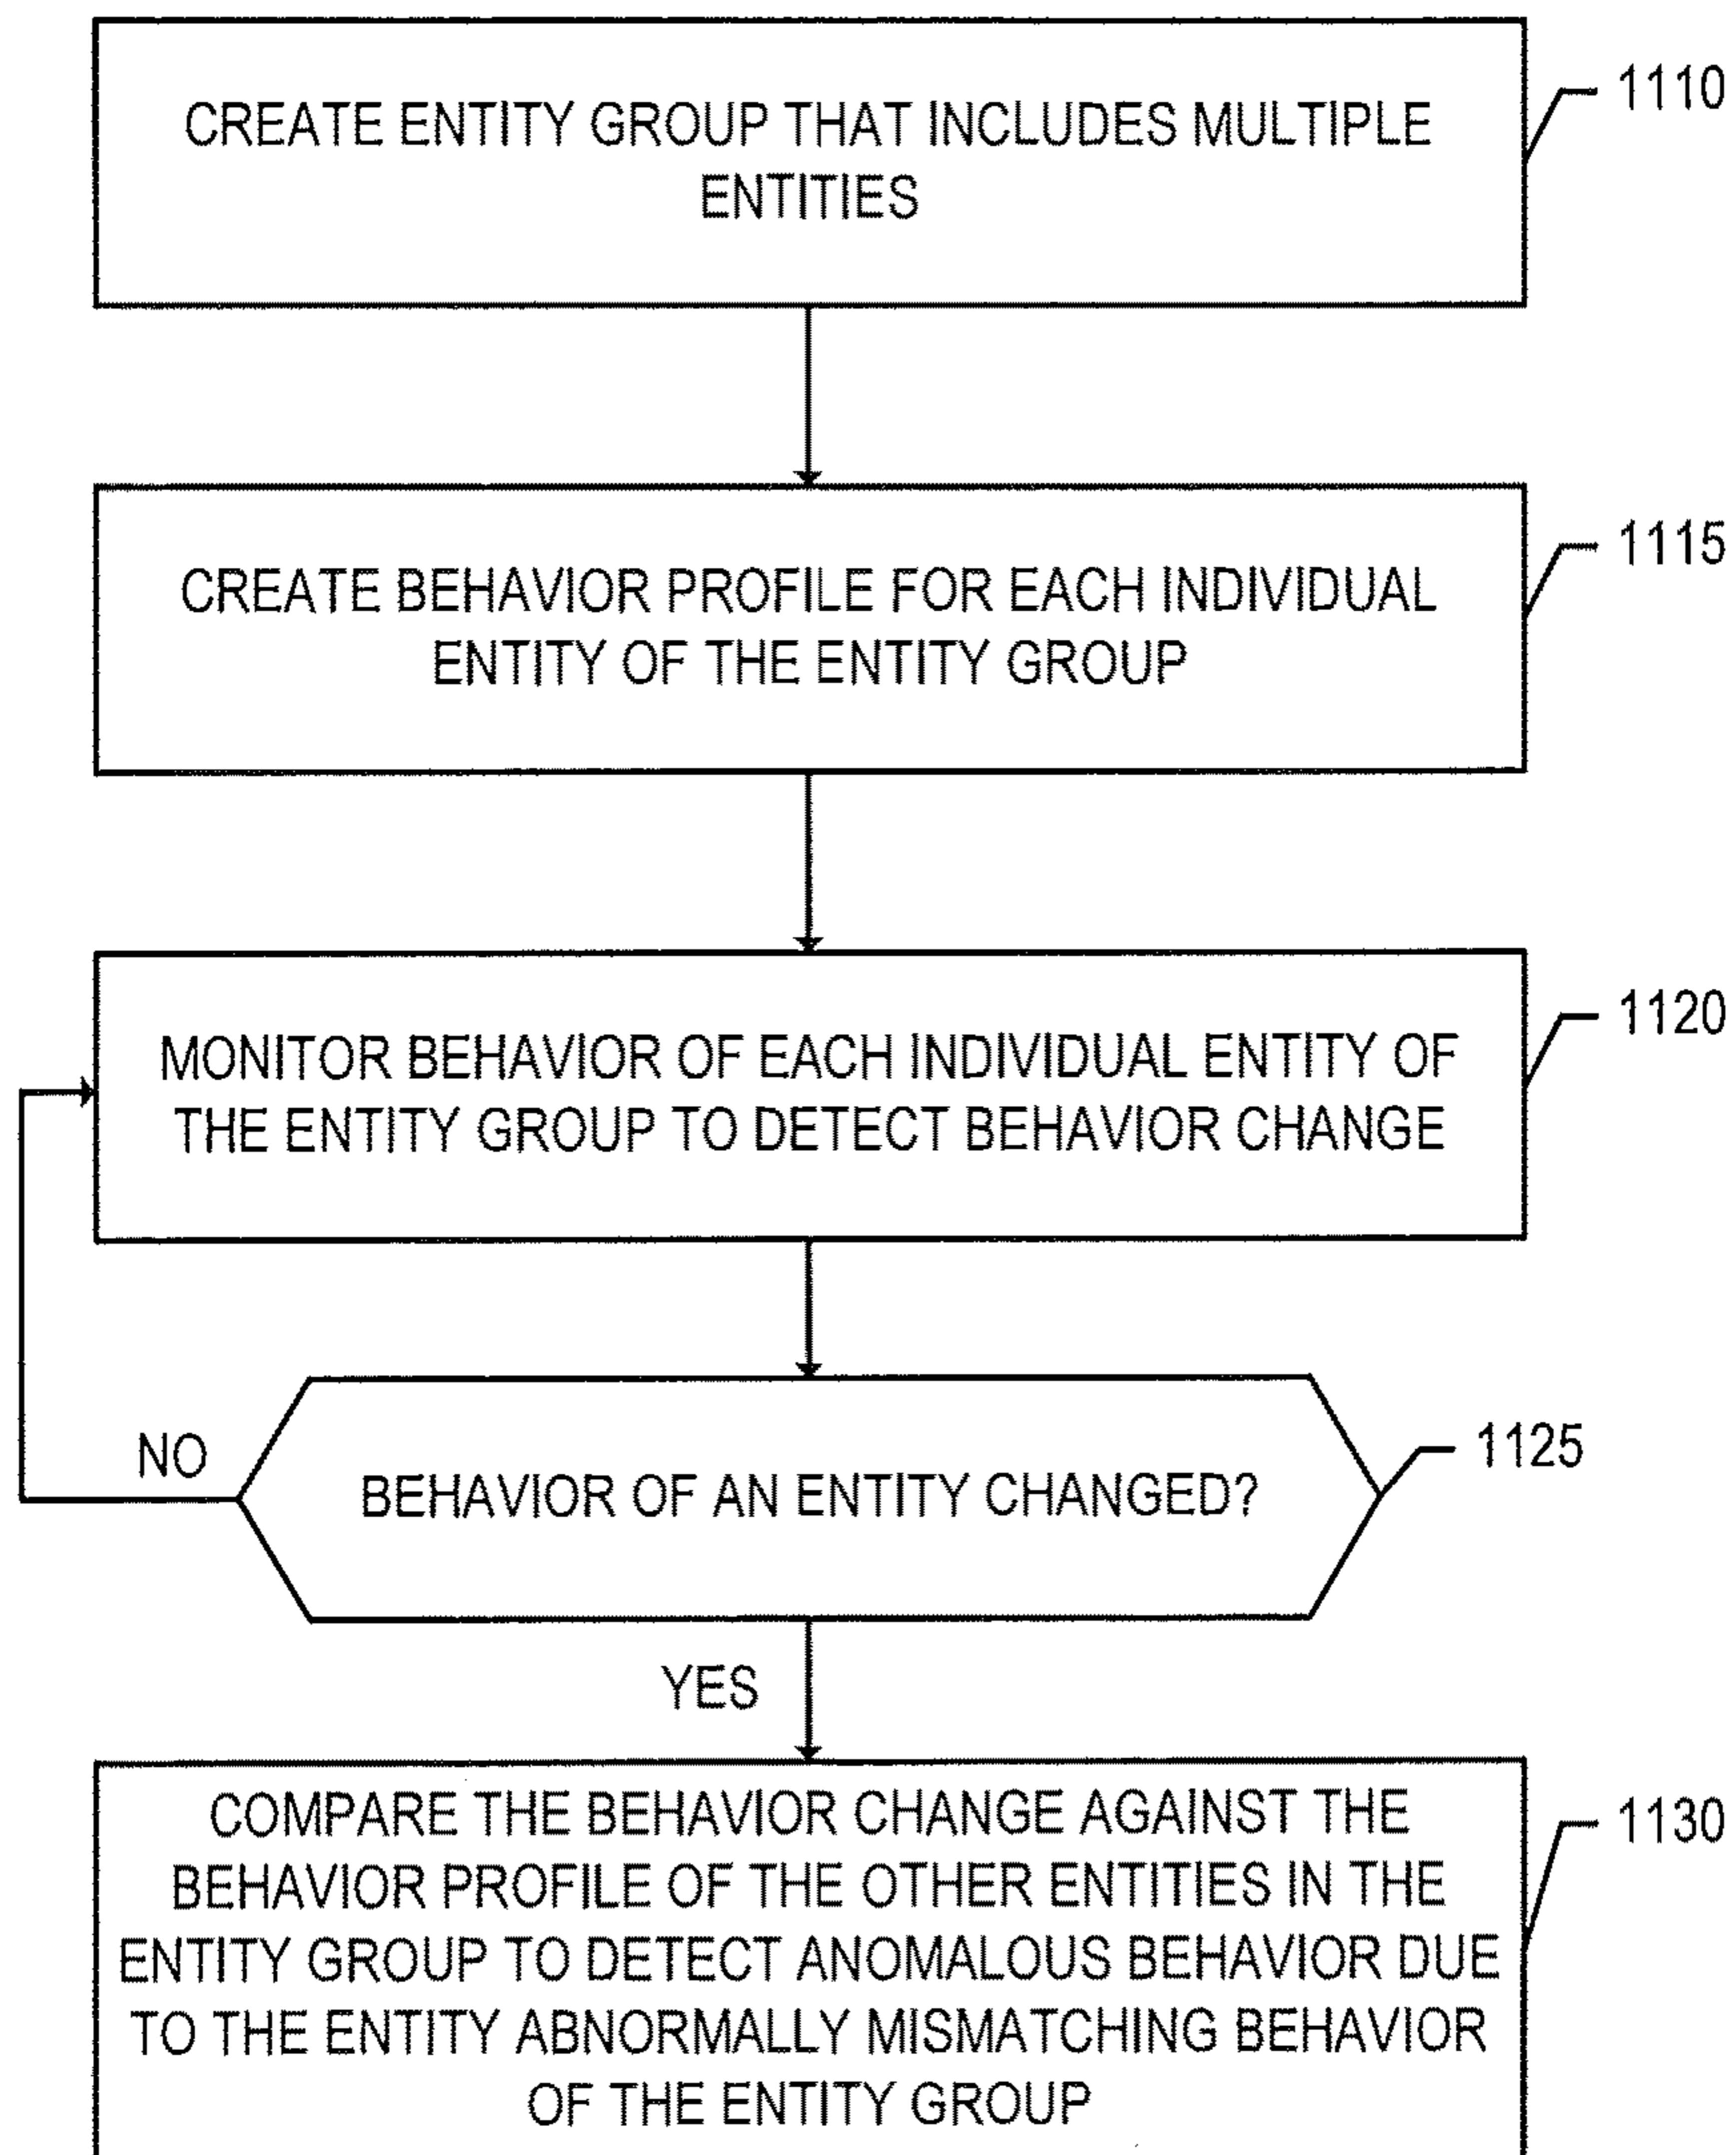 CREATE ENTITY GROUP THAT INCLUDES MULTIPLE
ENTITIES
1110
CREATE BEHAVIOR PROFILE FOR EACH INDIVIDUAL
ENTITY OF THE ENTITY GROUP
1115
MONITOR BEHAVIOR OF EACH INDIVIDUAL ENTITY OF
THE ENTITY GROUP TO DETECT BEHAVIOR CHANGE
1120
NO
BEHAVIOR OF AN ENTITY CHANGED?
1125
YES
COMPARE THE BEHAVIOR CHANGE AGAINST THE
BEHAVIOR PROFILE OF THE OTHER ENTITIES IN THE
ENTITY GROUP TO DETECT ANOMALOUS BEHAVIOR DUE
TO THE ENTITY ABNORMALLY MISMATCHING BEHAVIOR
OF THE ENTITY GROUP
1130